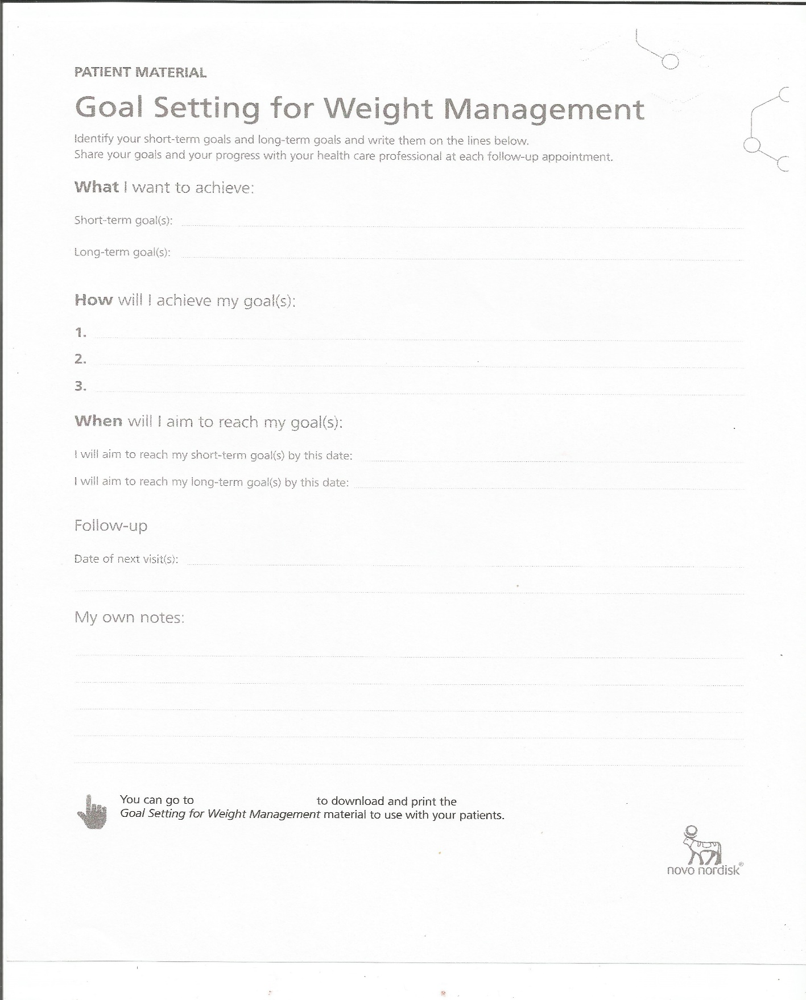 PATIENT MATERIAL
Goal Setting for Weight Management
Identify your short-term goals and long-term goals and write them on the lines below.
Share your goals and your progress with your health care professional at each follow-up appointment.
What I want to achieve:
Short-term goal(s):
Long-term goal(s):
How will I achieve my goal(s):
1.
2.
3.
When will I aim to reach my goal(s):
I will aim to reach my short-term goal(s) by this date:
I will aim to reach my long-term goal(s) by this date:
Follow-up
Date of next visit(s):
My own notes:
You can go to to download and print the
Goal Setting for Weight Management material to use with your patients.
novo nordisk®